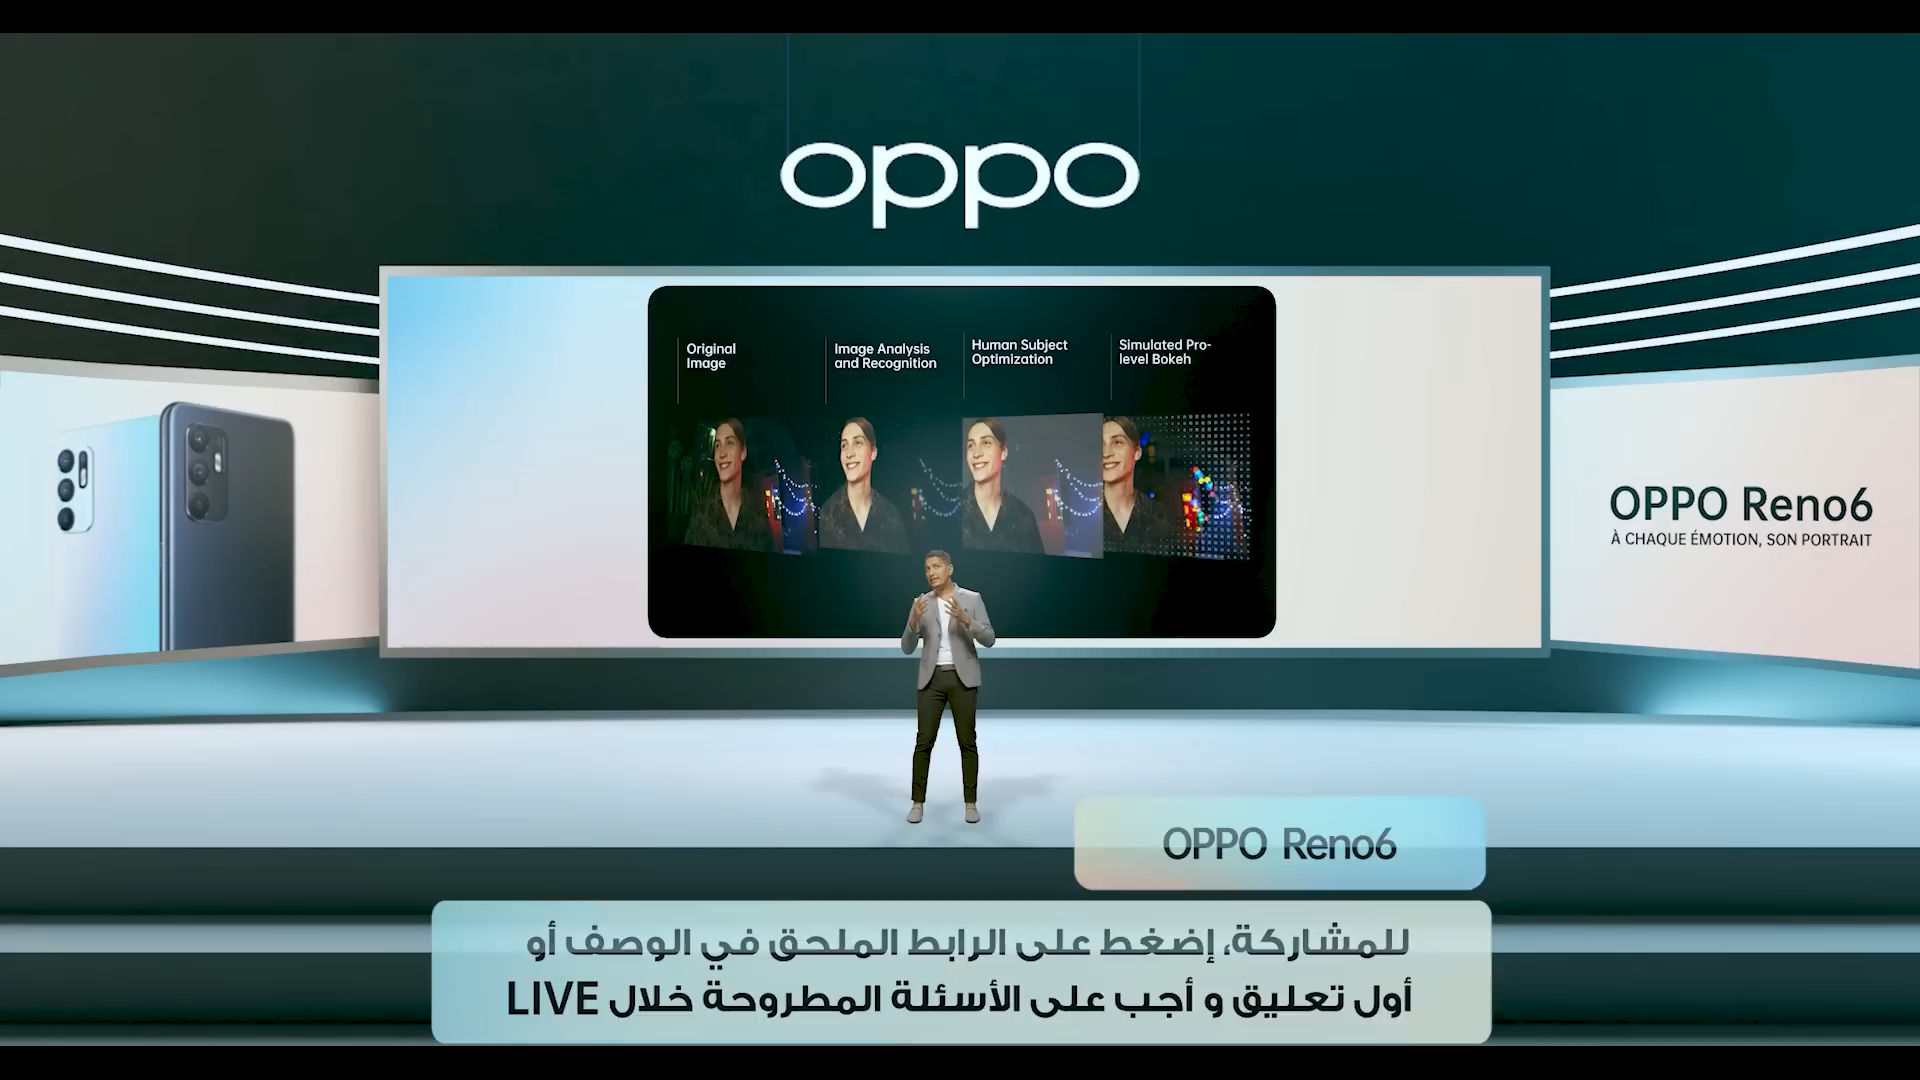 oppo
Original
Image
Image Analysis
and Recognition
Human Subject
Optimization
Simulated Pro-
level Bokeh
OPPO Reno6
À CHAQUE ÉMOTION, SON PORTRAIT
OPPO Reno6
للمشاركة، إضغط على الرابط الملحق في الوصف أو
أول تعليق و أجب على الأسئلة المطروحة خلال LIVE